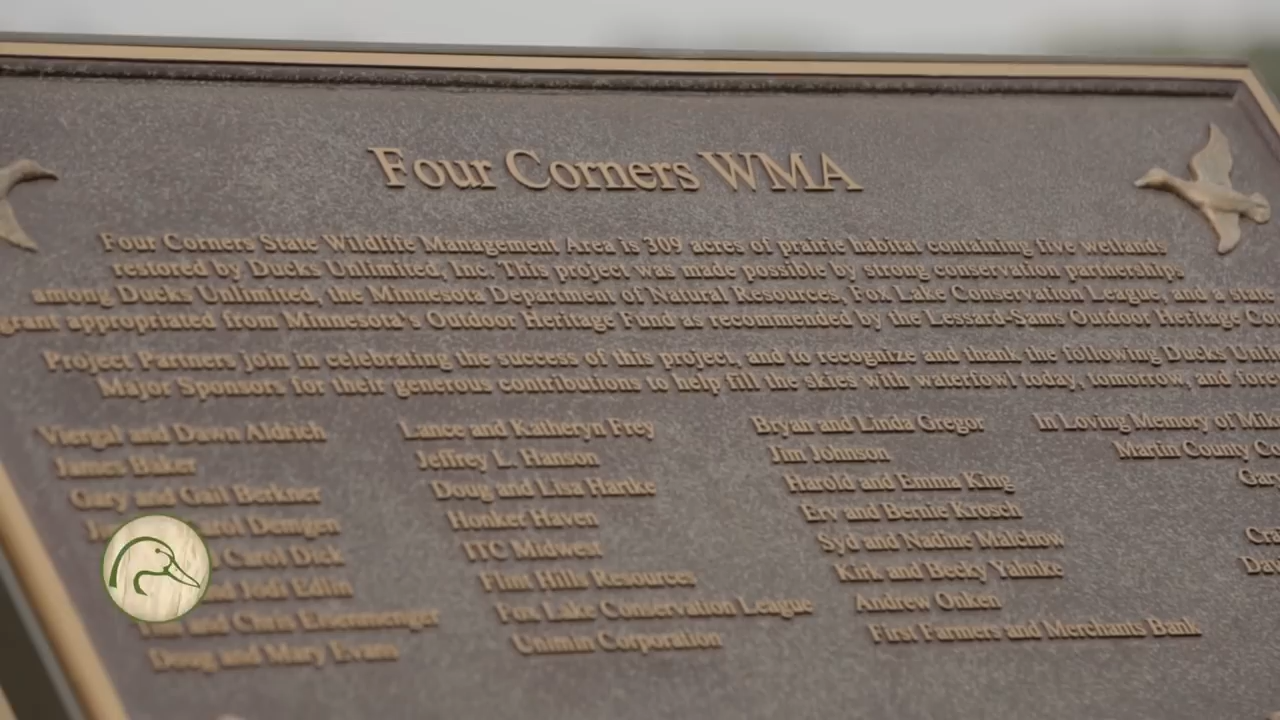 Four Corners WMA
Four Corners State Wildlife Management Area is 309 acres of prairie habitat containing five wetlands
restored by Ducks Unlimited, Inc. This project was made possible by strong conservation partnerships
among Ducks Unlimited, the Minnesota Department of Natural Resources, Fox Lake Conservation League, and a state
grant appropriated from Minnesota's Outdoor Heritage Fund as recommended by the Lessard-Sams Outdoor Heritage Co
Project Partners join in celebrating the success of this project, and to recognize and thank the following Ducks Unlim
Major Sponsors for their generous contributions to help fill the skies with waterfowl today, tomorrow, and fore
Viergal and Dawn Aldrich
James Baker
Gary and Gail Berkner
Carol Demgen
Carol Dick
and Jodi Edlin
and Chris Eisenmenger
Doug and Mary Evans
Lance and Katheryn Frey
Jeffrey L. Hanson
Doug and Lisa Hartke
Honker Haven
ITC Midwest
Flint Hills Resources
Fox Lake Conservation League
Unimin Corporation
Bryan and Linda Gregor
Jim Johnson
Harold and Emma King
Erv and Bernie Krosch
Syd and Nadine Malchow
Kirk and Becky Yahnke
Andrew Onken
First Farmers and Merchants Bank
In Loving Memory of
Martin County Co
Gary
Cra
Dav